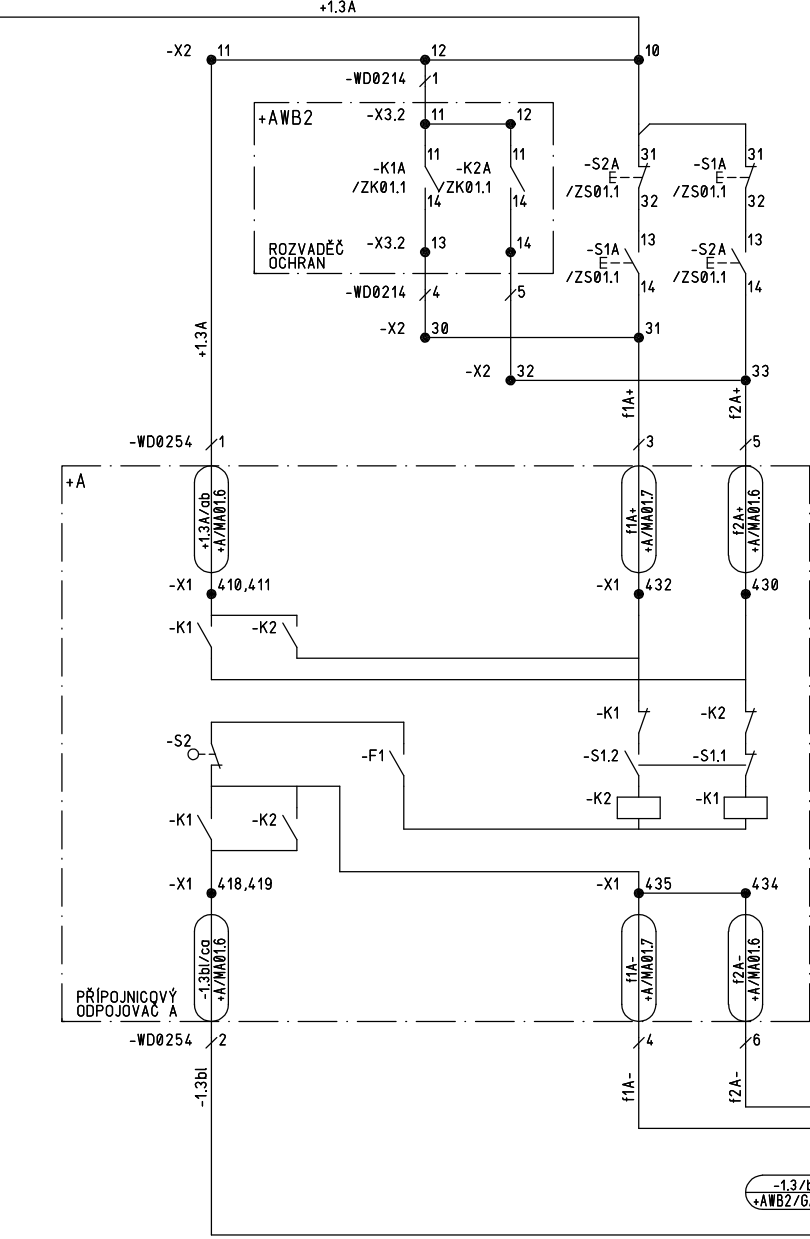 +1.3A
-X2 11 12 10
-WD0214 1
+AWB2 -X3.2 11 12
11 11 31 31
-K1A -K2A -S2A -S1A
/ZK01.1 /ZK01.1 /ZS01.1 /ZS01.1
14 14 32 32
ROZVADĚČ -X3.2 13 14
OCHRAN
13 13
-S1A -S2A
/ZS01.1 /ZS01.1
14 14
-WD0214 4 5
-X2 30 31
+1.3A
-X2 32 33
f1A+ f2A+
-WD0254 1 3 5
+A
+1.3A/ab
+A/MA01.6
f1A+
+A/MA01.7
f2A+
+A/MA01.6
-X1 410,411 -X1 432 430
-K1 -K2
-K1 -K2
-S2 -F1 -S1.2 -S1.1
-K2 -K1
-K1 -K2
-X1 418,419 -X1 435 434
-1.3bl/ca
+A/MA01.6
f1A-
+A/MA01.7
f2A-
+A/MA01.6
PŘÍPOJNICOVÝ
ODPOJOVAČ A
-WD0254 2 4 6
-1.3bl f1A- f2A-
-1.3/b
+AWB2/G